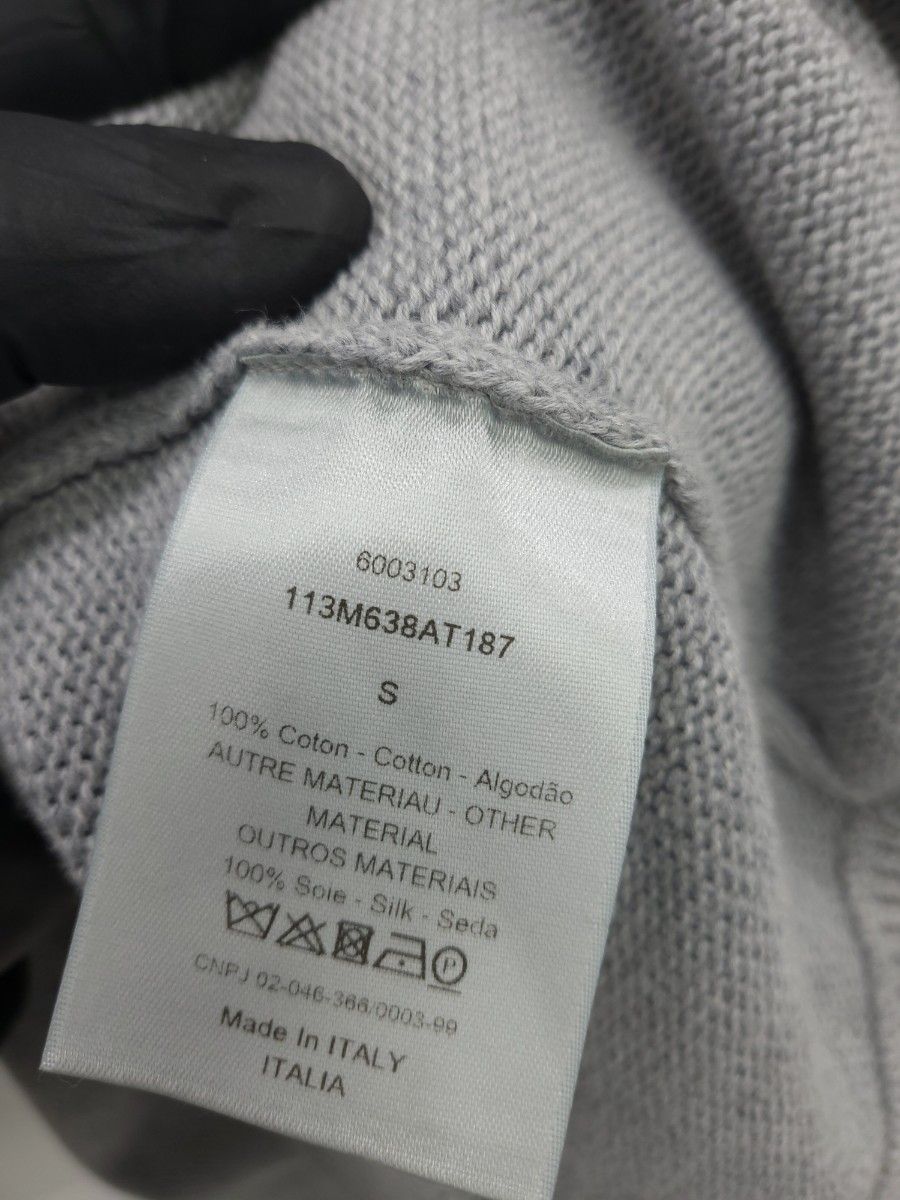 6003103
113M638AT187
S
100% Coton - Cotton - Algodão
AUTRE MATERIAU - OTHER
MATERIAL
OUTROS MATERIAIS
100% Soie - Silk - Seda
P
CNPJ 02-046-366/0003-99
Made In ITALY
ITALIA